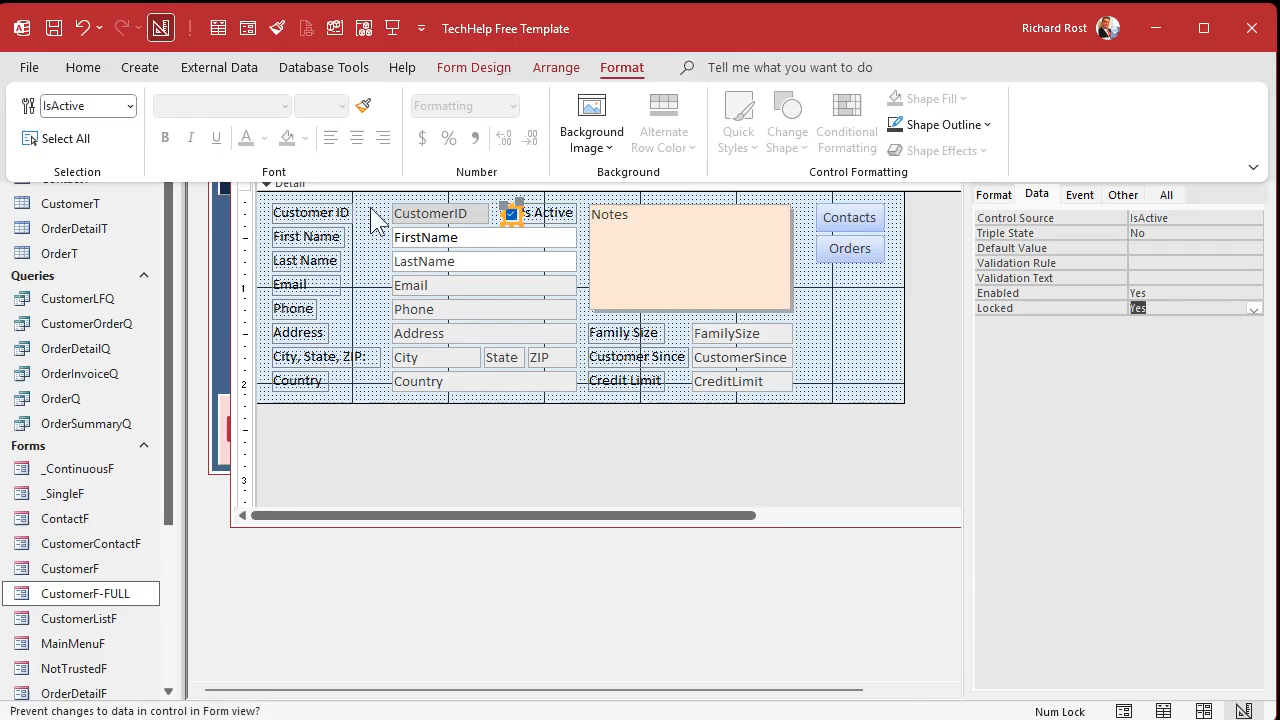 TechHelp Free Template
Richard Rost
File Home Create External Data Database Tools Help Form Design Arrange Format Tell me what you want to do
IsActive
Select All
Selection
B I U A
Font
Formatting
$ % 9
Number
Background Image
Alternate Row Color
Background
Quick Styles
Change Shape
Conditional Formatting
Shape Fill
Shape Outline
Shape Effects
Control Formatting
CustomerT
OrderDetailT
OrderT
Queries
CustomerLFQ
CustomerOrderQ
OrderDetailQ
OrderInvoiceQ
OrderQ
OrderSummaryQ
Forms
_ContinuousF
_SingleF
ContactF
CustomerContactF
CustomerF
CustomerF-FULL
CustomerListF
MainMenuF
NotTrustedF
OrderDetailF
Detail
1
2
3
Customer ID CustomerID s Active
First Name FirstName
Last Name LastName
Email Email
Phone Phone
Address Address
City, State, ZIP: City State ZIP
Country Country
Notes
Family Size FamilySize
Customer Since CustomerSince
Credit Limit CreditLimit
Contacts
Orders
Format Data Event Other All
Control Source IsActive
Triple State No
Default Value
Validation Rule
Validation Text
Enabled Yes
Locked Yes
Prevent changes to data in control in Form view?
Num Lock